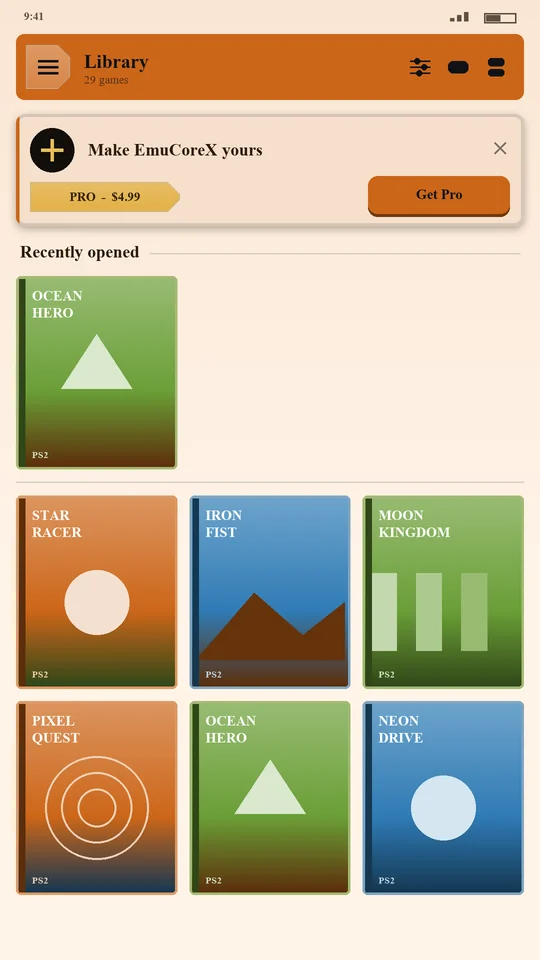 9:41
Library
29 games
Make EmuCoreX yours
PRO - $4.99
Get Pro
Recently opened
OCEAN
HERO
PS2
STAR
RACER
PS2
IRON
FIST
PS2
MOON
KINGDOM
PS2
PIXEL
QUEST
PS2
OCEAN
HERO
PS2
NEON
DRIVE
PS2